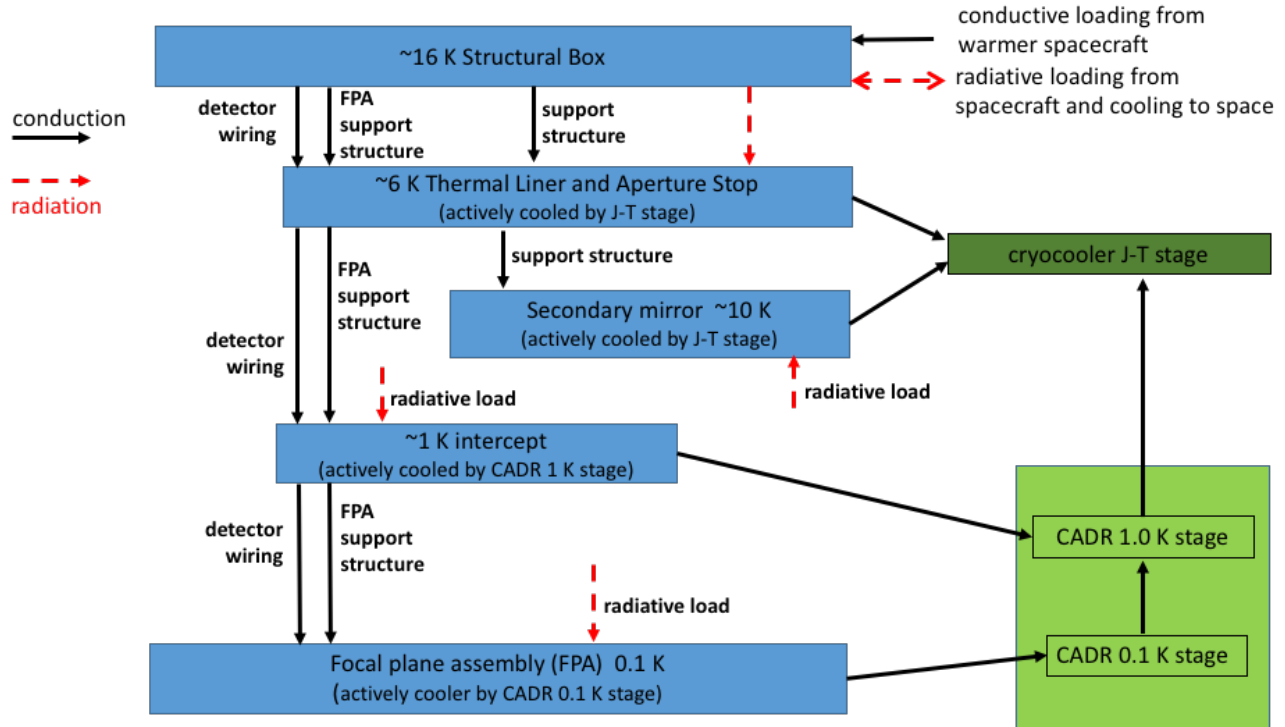 conductive loading from
warmer spacecraft
~16 K Structural Box
radiative loading from
spacecraft and cooling to space
conduction
radiation
detector
wiring
FPA
support
structure
support
structure
~6 K Thermal Liner and Aperture Stop
(actively cooled by J-T stage)
cryocooler J-T stage
support structure
FPA
support
structure
Secondary mirror ~10 K
(actively cooled by J-T stage)
detector
wiring
radiative load
radiative load
~1 K intercept
(actively cooled by CADR 1 K stage)
detector
wiring
FPA
support
structure
CADR 1.0 K stage
radiative load
CADR 0.1 K stage
Focal plane assembly (FPA) 0.1 K
(actively cooler by CADR 0.1 K stage)